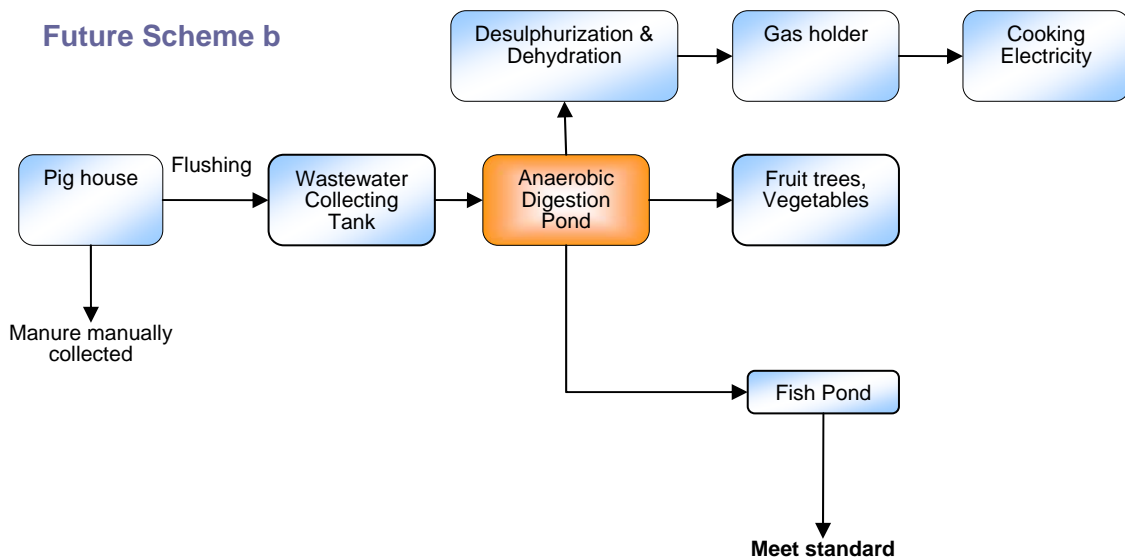 Future Scheme b
Desulphurization &
Dehydration
Gas holder
Cooking
Electricity
Pig house
Flushing
Wastewater
Collecting
Tank
Anaerobic
Digestion
Pond
Fruit trees,
Vegetables
Manure manually
collected
Fish Pond
Meet standard